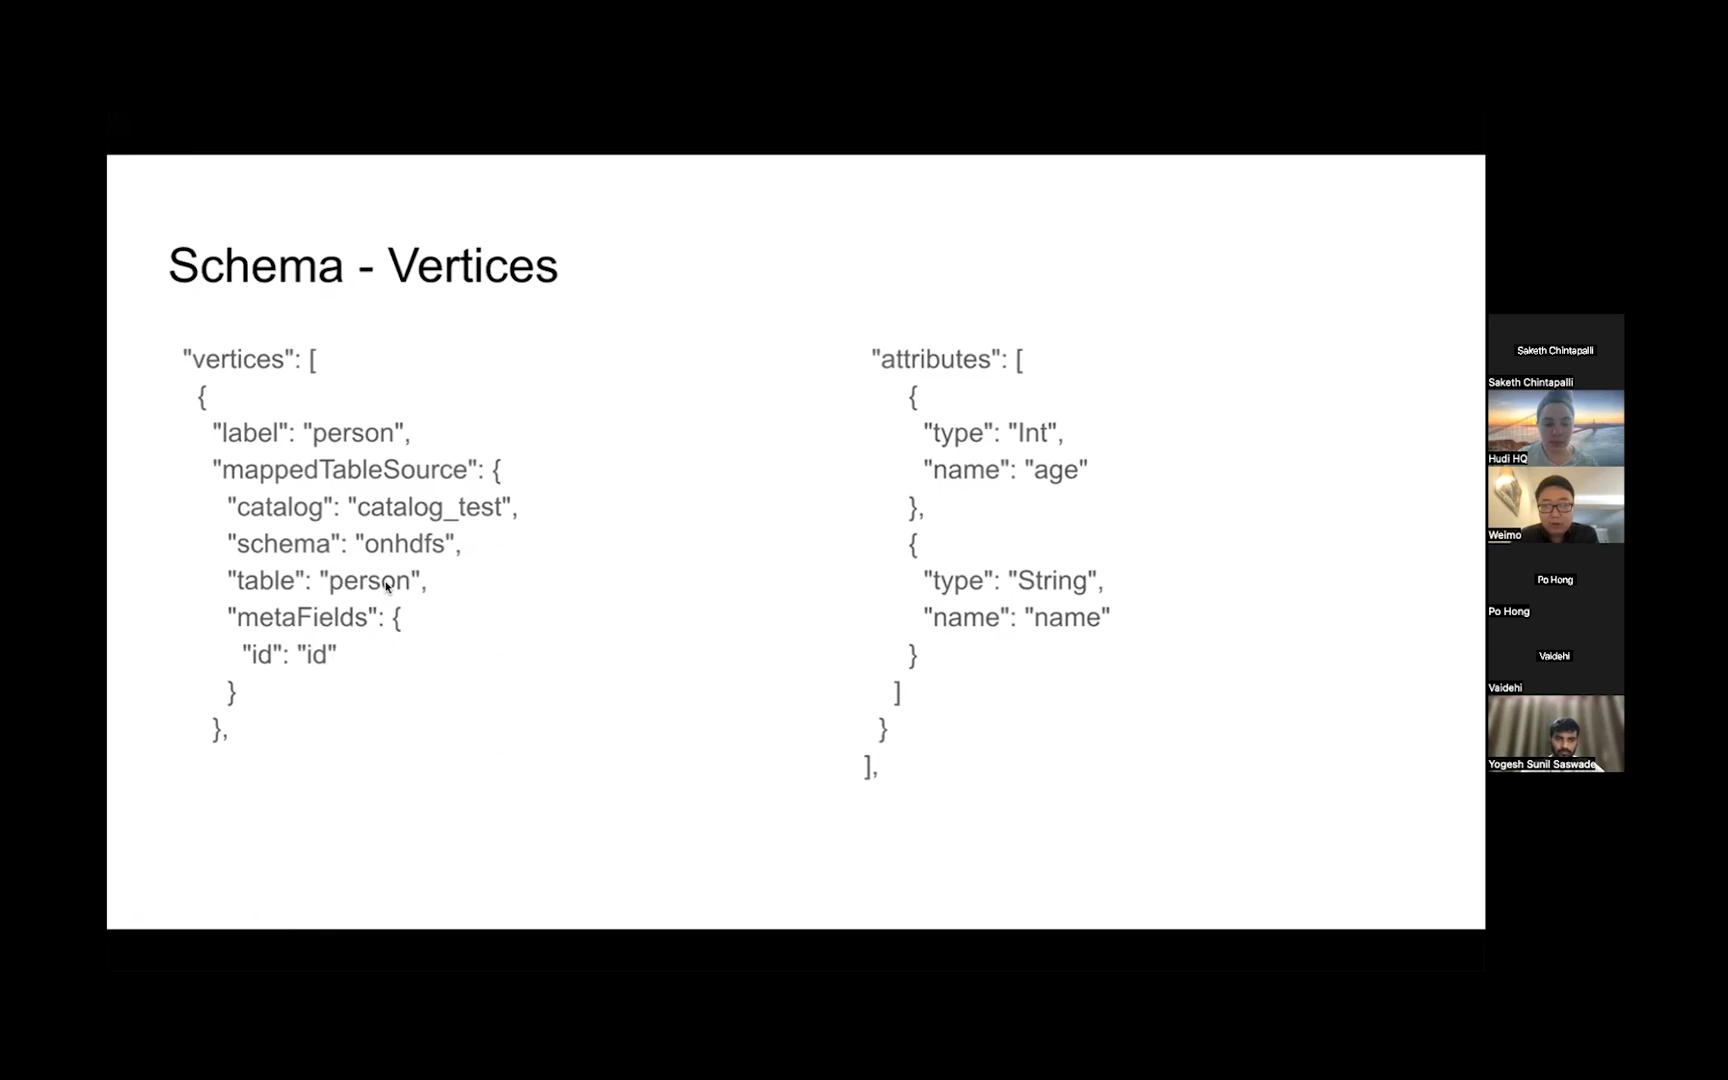 Schema - Vertices
"vertices": [
{
"label": "person",
"mappedTableSource": {
"catalog": "catalog_test",
"schema": "onhdfs",
"table": "person",
"metaFields": {
"id": "id"
}
},
"attributes": [
{
"type": "Int",
"name": "age"
},
{
"type": "String",
"name": "name"
}
]
}
],
Saketh Chintapalli
Saketh Chintapalli
Hudi HQ
Weimo
Po Hong
Po Hong
Vaidehi
Vaidehi
Yogesh Sunil Saswade